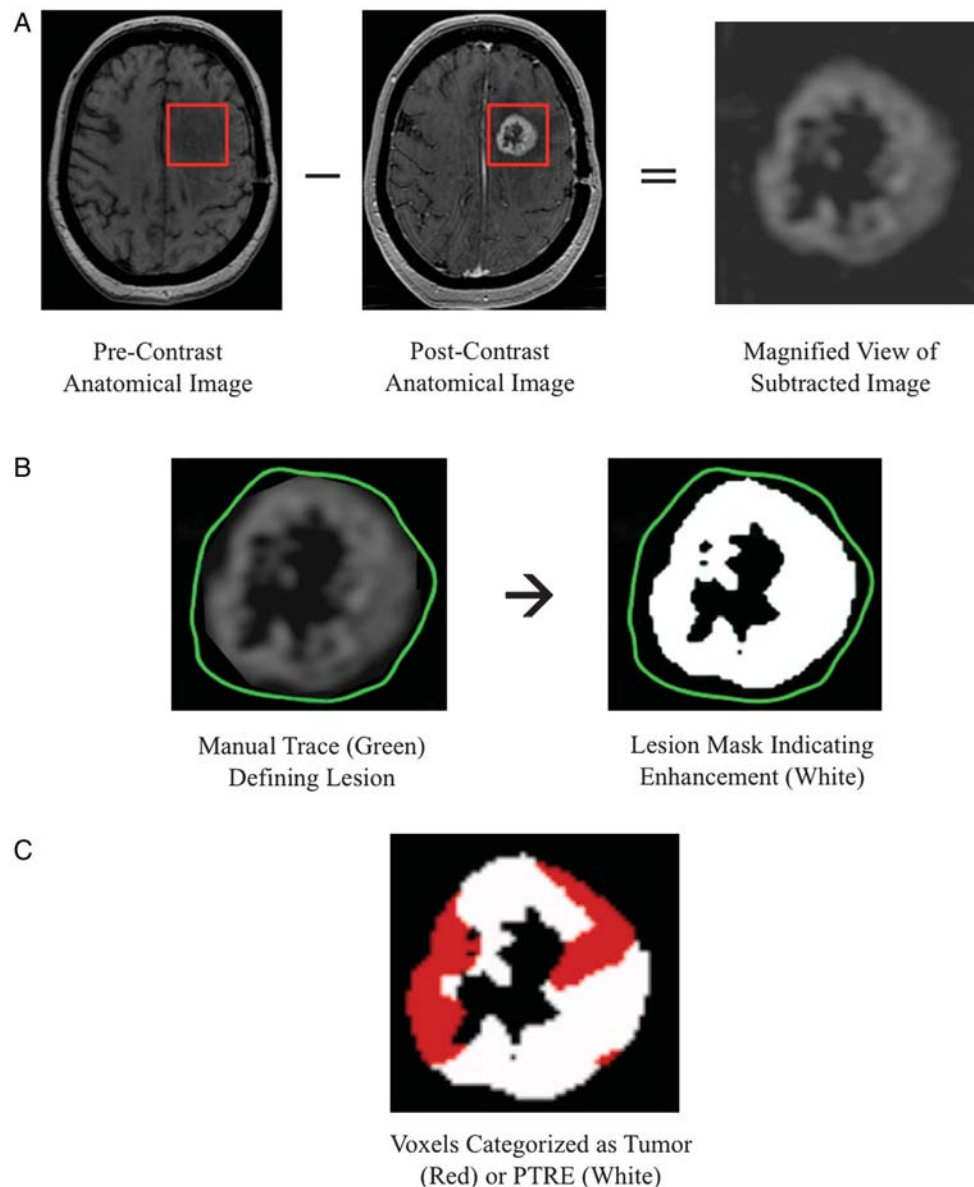 A
Pre-Contrast
Anatomical Image
–
Post-Contrast
Anatomical Image
=
Magnified View of
Subtracted Image
B
Manual Trace (Green)
Defining Lesion
→
Lesion Mask Indicating
Enhancement (White)
C
Voxels Categorized as Tumor
(Red) or PTRE (White)